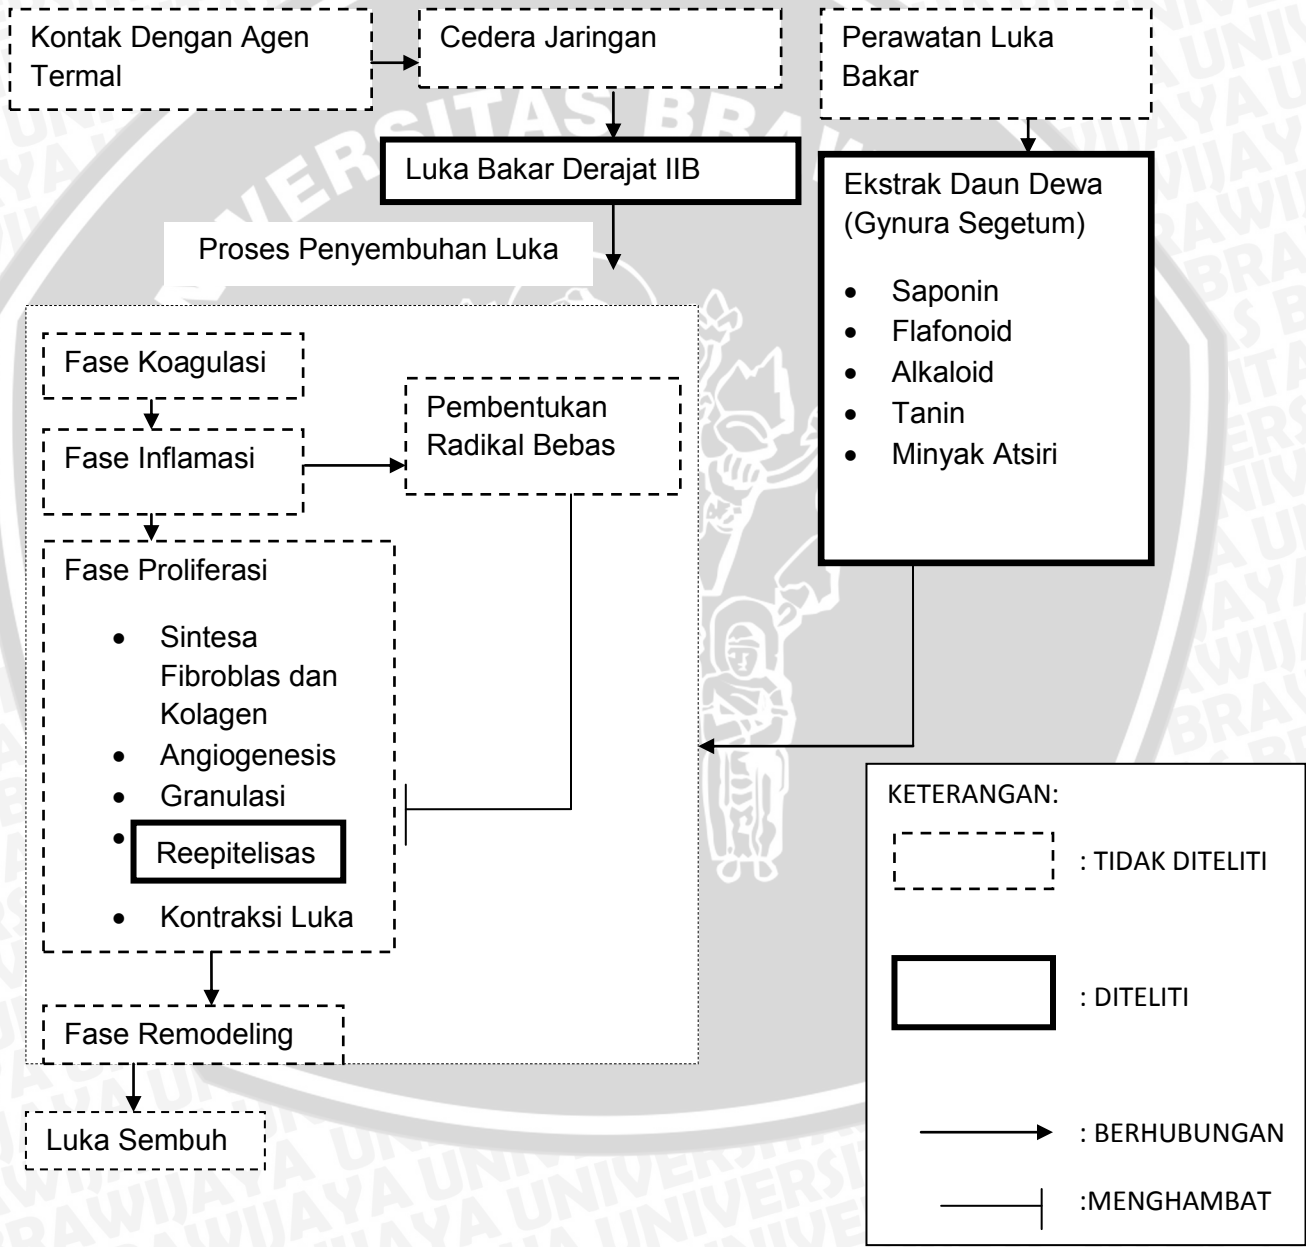 Kontak Dengan Agen
Termal
Cedera Jaringan
Perawatan Luka
Bakar
Luka Bakar Derajat IIB
Ekstrak Daun Dewa
(Gynura Segetum)
• Saponin
• Flafonoid
• Alkaloid
• Tanin
• Minyak Atsiri
Proses Penyembuhan Luka
Fase Koagulasi
Fase Inflamasi
Pembentukan
Radikal Bebas
Fase Proliferasi
• Sintesa
Fibroblas dan
Kolagen
• Angiogenesis
• Granulasi
• Reepitelisas
• Kontraksi Luka
Fase Remodeling
Luka Sembuh
KETERANGAN:
: TIDAK DITELITI
: DITELITI
: BERHUBUNGAN
:MENGHAMBAT